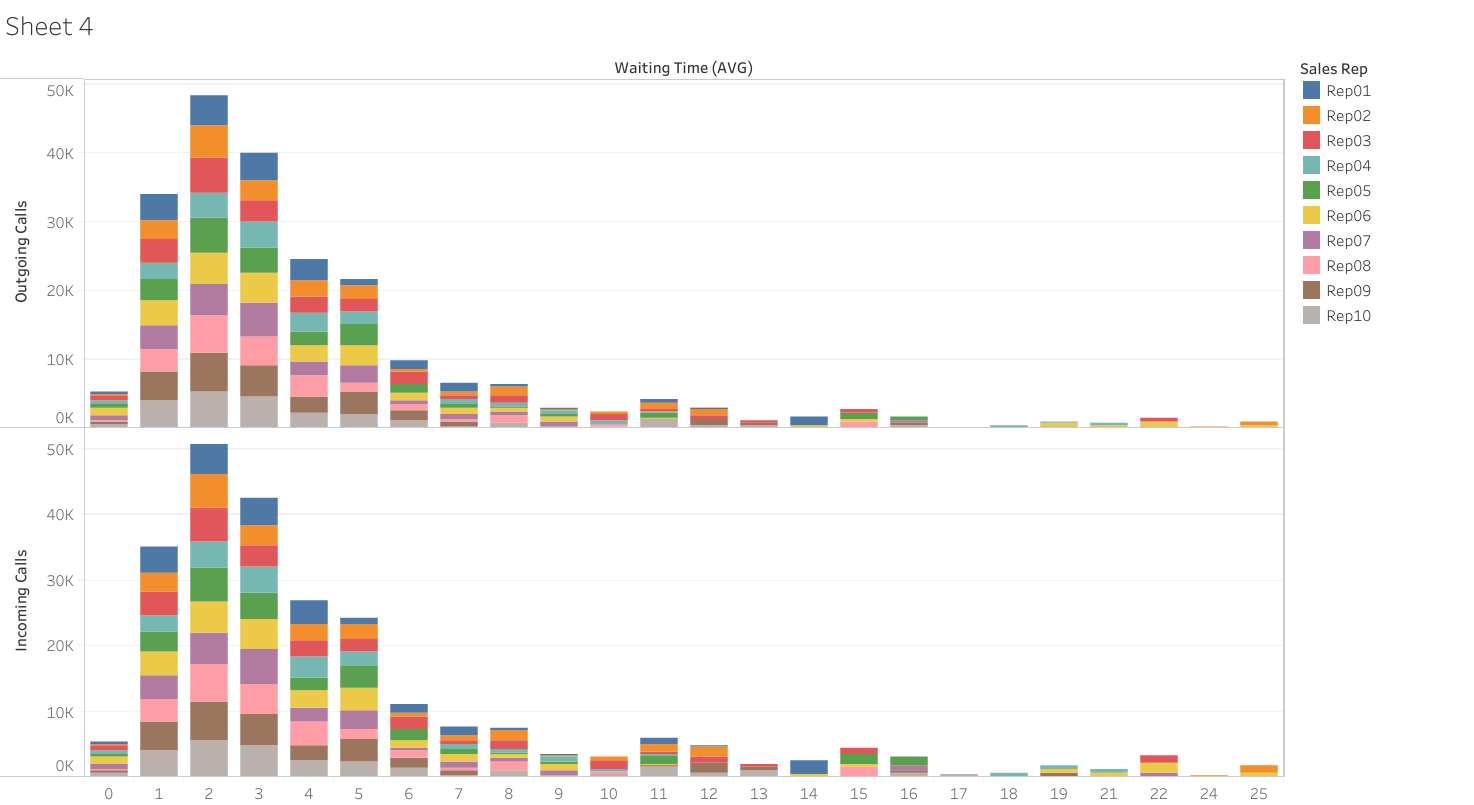 Sheet 4
Waiting Time (AVG)
Sales Rep
Rep01
Rep02
Rep03
Rep04
Rep05
Rep06
Rep07
Rep08
Rep09
Rep10
Outgoing Calls
50K
40K
30K
20K
10K
0K
Incoming Calls
50K
40K
30K
20K
10K
0K
0 1 2 3 4 5 6 7 8 9 10 11 12 13 14 15 16 17 18 19 21 22 24 25